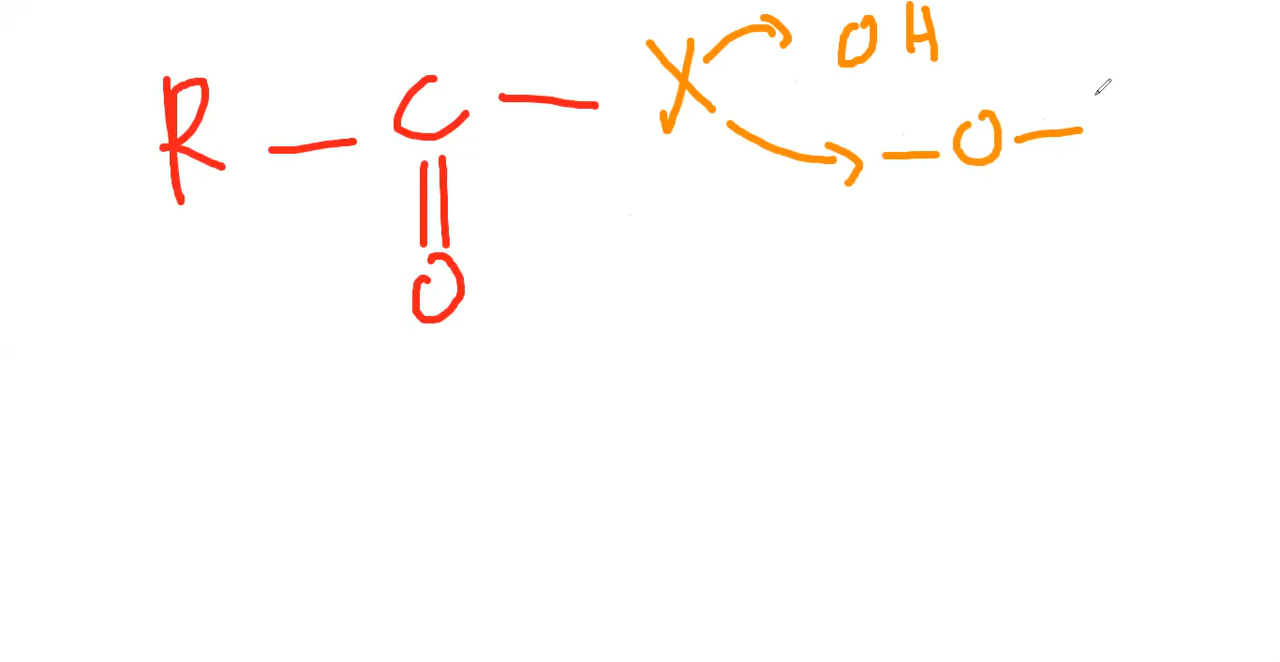 R — C — X → OH
→ — O —
||
O